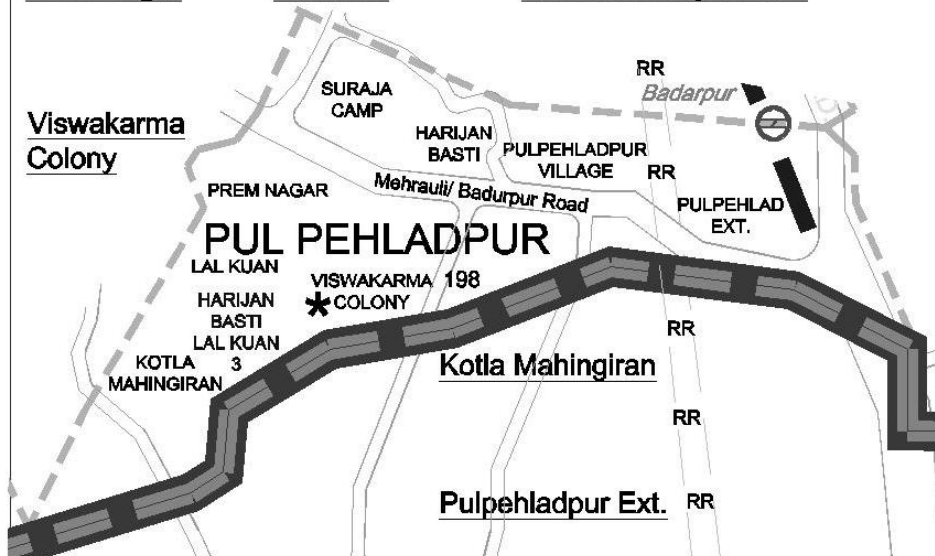 RR
SURAJA
CAMP
Badarpur
Viswakarma
Colony
HARIJAN
BASTI
PULPEHLADPUR
VILLAGE
RR
PREM NAGAR
Mehrauli/ Badurpur Road
PULPEHLAD
EXT.
PUL PEHLADPUR
LAL KUAN
VISWAKARMA 198
COLONY
HARIJAN
BASTI
LAL KUAN
3
KOTLA
MAHINGIRAN
RR
Kotla Mahingiran
RR
Pulpehladpur Ext.
RR